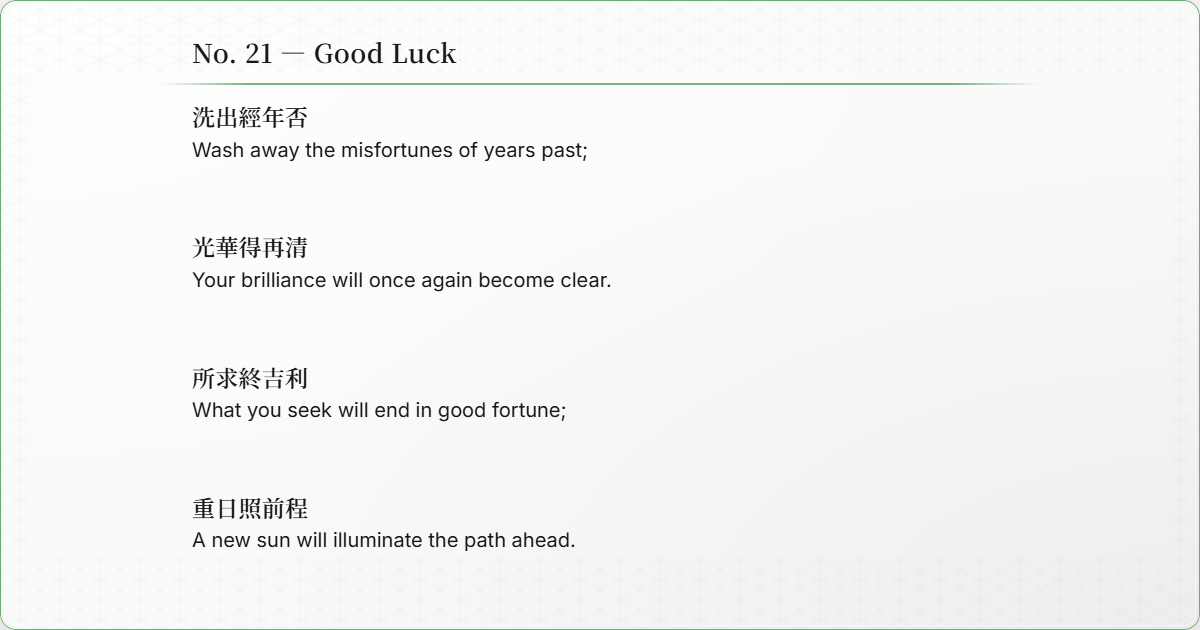 No. 21 — Good Luck
洗出經年否
Wash away the misfortunes of years past;
光華得再清
Your brilliance will once again become clear.
所求終吉利
What you seek will end in good fortune;
重日照前程
A new sun will illuminate the path ahead.